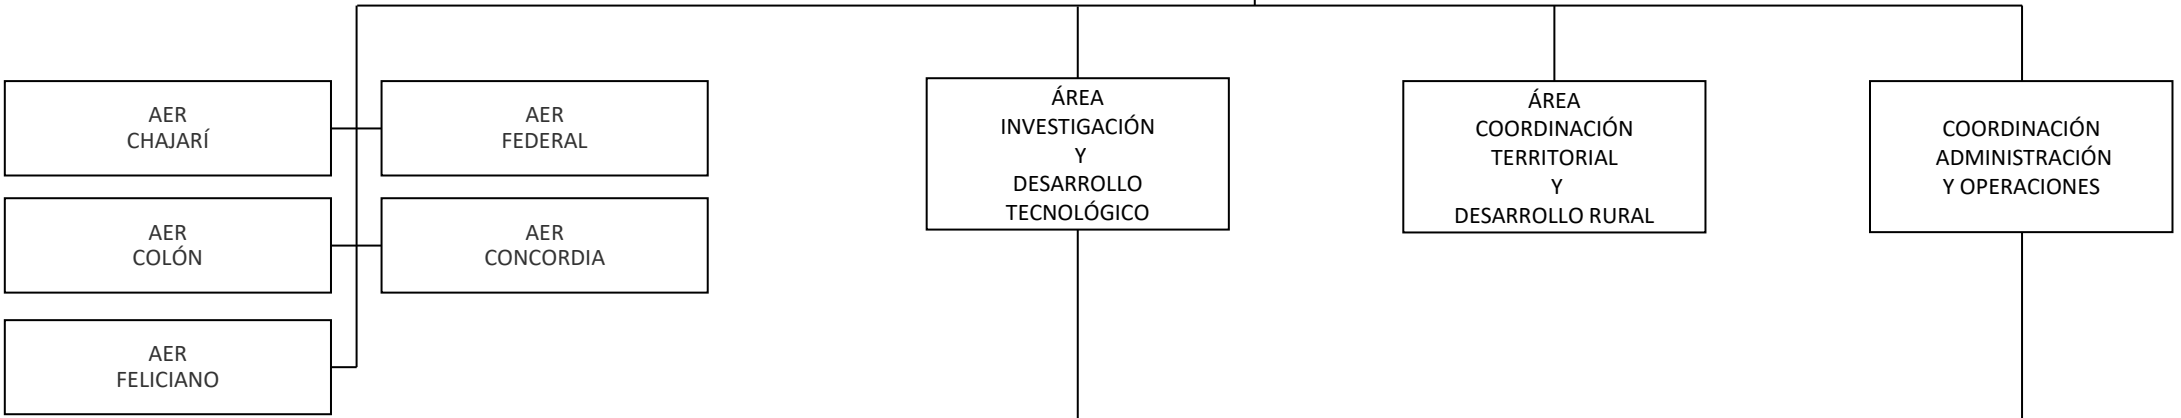 AER
CHAJARÍ
AER
FEDERAL
AER
COLÓN
AER
CONCORDIA
AER
FELICIANO
ÁREA
INVESTIGACIÓN
Y
DESARROLLO
TECNOLÓGICO
ÁREA
COORDINACIÓN
TERRITORIAL
Y
DESARROLLO RURAL
COORDINACIÓN
ADMINISTRACIÓN
Y OPERACIONES